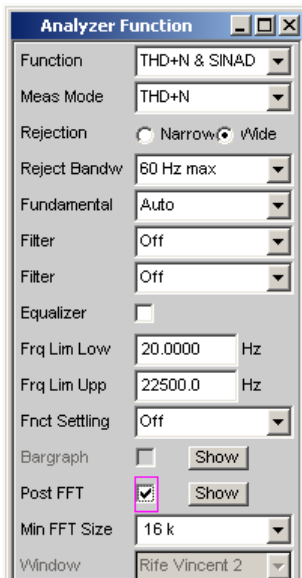 Analyzer Function
Function THD+N & SINAD
Meas Mode THD+N
Rejection Narrow Wide
Reject Bandw 60 Hz max
Fundamental Auto
Filter Off
Filter Off
Equalizer
Frq Lim Low 20.0000 Hz
Frq Lim Upp 22500.0 Hz
Fnct Settling Off
Bargraph Show
Post FFT Show
Min FFT Size 16 k
Window Rife Vincent 2